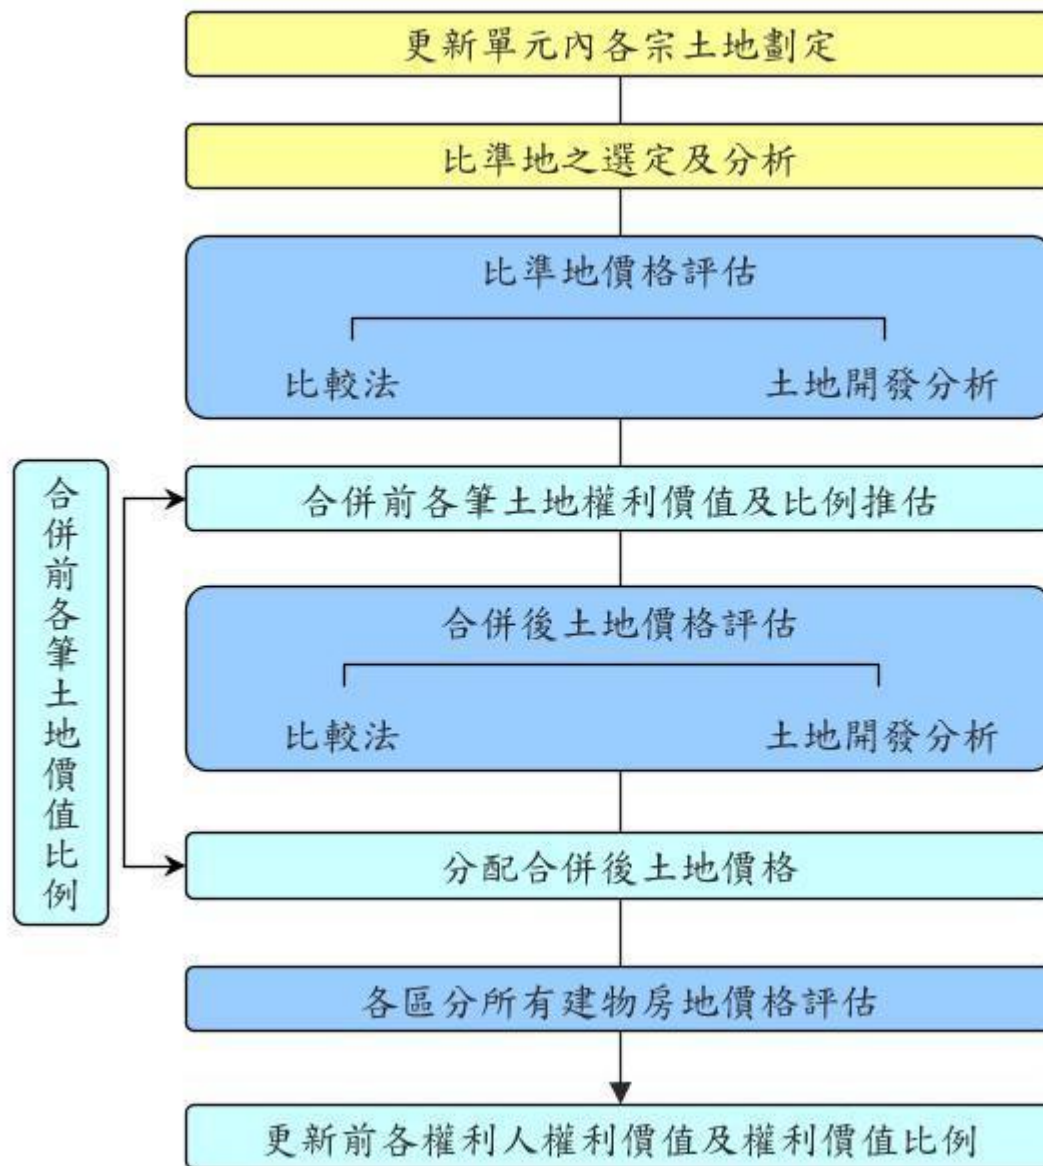 更新單元內各宗土地劃定
比準地之選定及分析
比準地價格評估
比較法
土地開發分析
合併前各筆土地權利價值及比例推估
合併前各筆土地價值比例
合併後土地價格評估
比較法
土地開發分析
分配合併後土地價格
各區分所有建物房地價格評估
更新前各權利人權利價值及權利價值比例